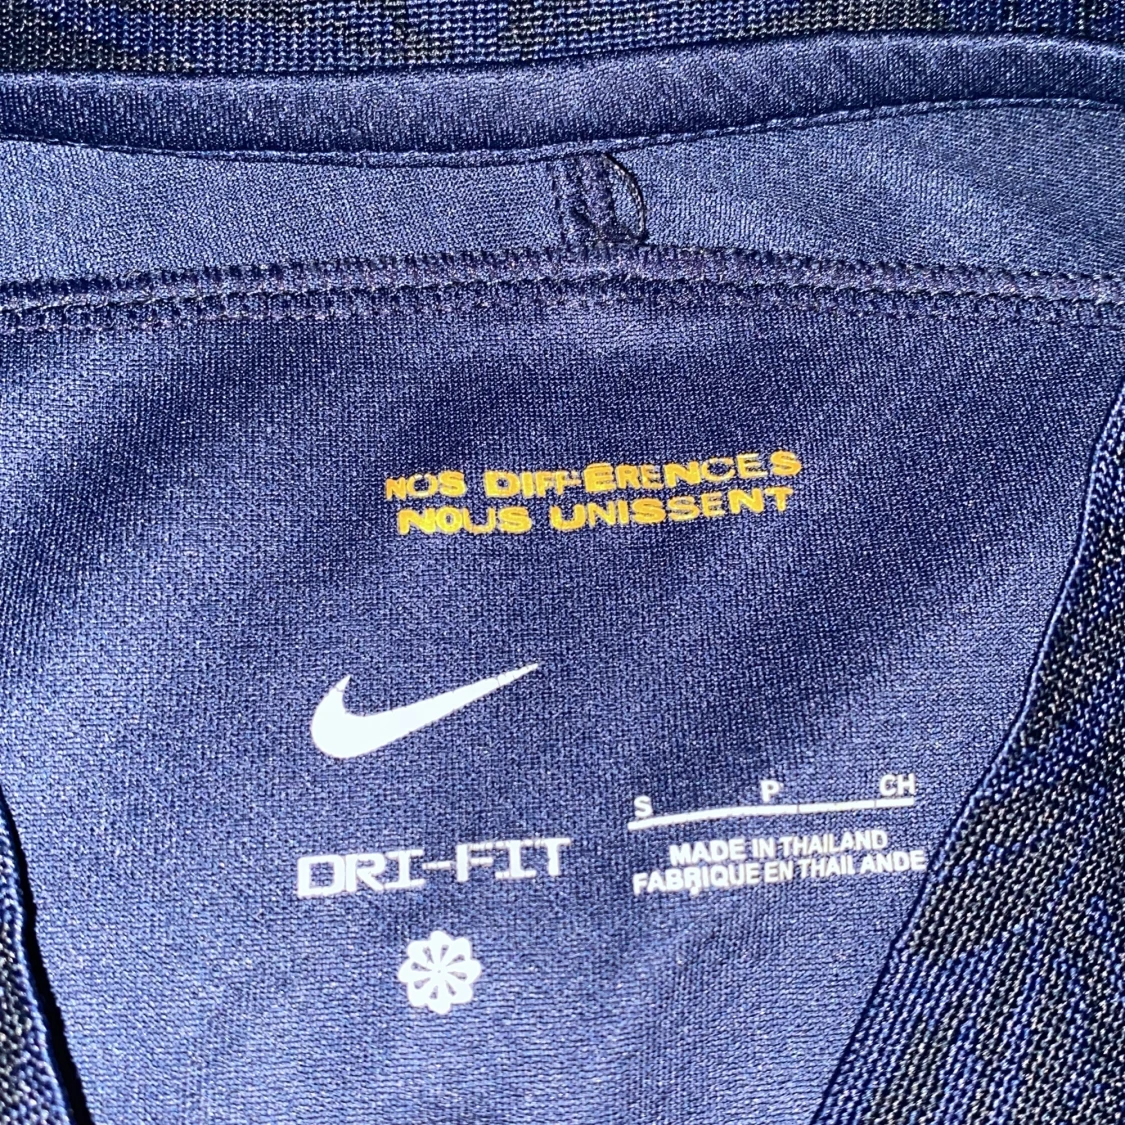 NOS DIFFÉRENCES
NOUS UNISSENT
S P CH
DRI-FIT
MADE IN THAILAND
FABRIQUE EN THAILANDE